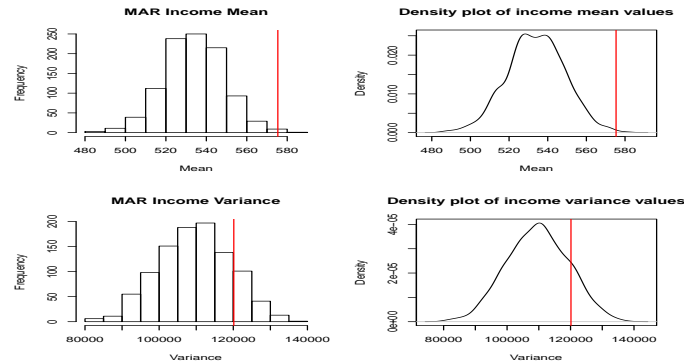 MAR Income Mean
Frequency
0 50 100 150 200 250
480 500 520 540 560 580
Mean
Density plot of income mean values
Density
0.000 0.010 0.020
480 500 520 540 560 580
Mean
MAR Income Variance
Frequency
0 50 100 150 200
80000 100000 120000 140000
Variance
Density plot of income variance values
Density
0e+00 2e-05 4e-05
80000 100000 120000 140000
Variance